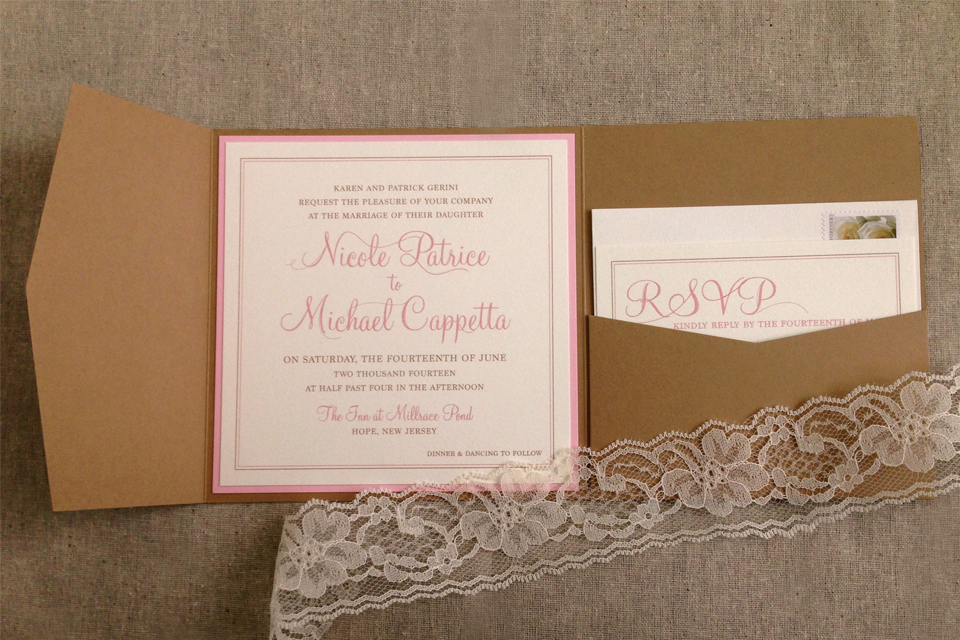 KAREN AND PATRICK GERINI
REQUEST THE PLEASURE OF YOUR COMPANY
AT THE MARRIAGE OF THEIR DAUGHTER
Nicole Patrice
to
Michael Cappetta
ON SATURDAY, THE FOURTEENTH OF JUNE
TWO THOUSAND FOURTEEN
AT HALF PAST FOUR IN THE AFTERNOON
The Inn at Millrace Pond
HOPE, NEW JERSEY
DINNER & DANCING TO FOLLOW
RSVP
KINDLY REPLY BY THE FOURTEENTH OF